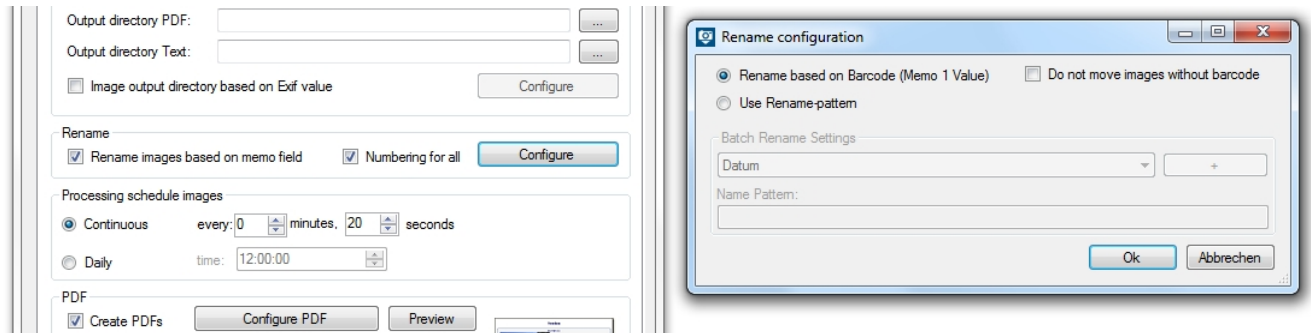 Output directory PDF: ...
Output directory Text: ...
Image output directory based on Exif value Configure
Rename
Rename images based on memo field Numbering for all Configure
Processing schedule images
Continuous every: 0 minutes, 20 seconds
Daily time: 12:00:00
PDF
Create PDFs Configure PDF Preview
Rename configuration
Rename based on Barcode (Memo 1 Value) Do not move images without barcode
Use Rename-pattern
Batch Rename Settings
Datum +
Name Pattern:
Ok Abbrechen